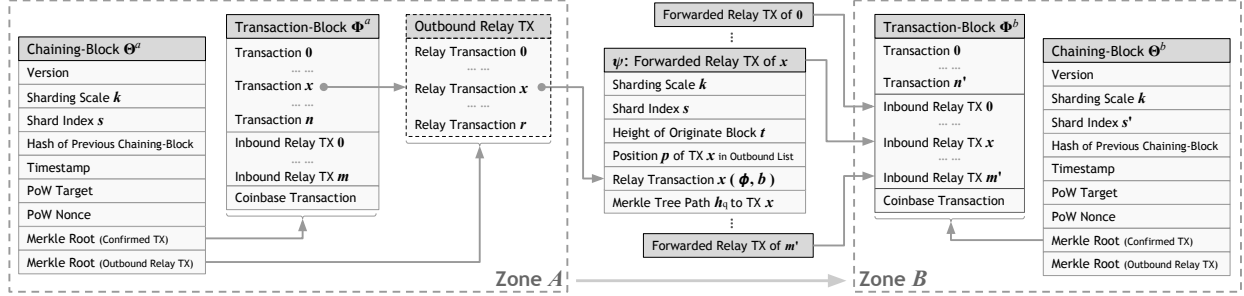 Chaining-Block Θᵃ
Version
Sharding Scale k
Shard Index s
Hash of Previous Chaining-Block
Timestamp
PoW Target
PoW Nonce
Merkle Root (Confirmed TX)
Merkle Root (Outbound Relay TX)
Transaction-Block Φᵃ
Transaction 0
... ...
Transaction x
... ...
Transaction n
Inbound Relay TX 0
... ...
Inbound Relay TX m
Coinbase Transaction
Outbound Relay TX
Relay Transaction 0
... ...
Relay Transaction x
... ...
Relay Transaction r
Zone A
Forwarded Relay TX of 0
...
ψ: Forwarded Relay TX of x
Sharding Scale k
Shard Index s
Height of Originate Block t
Position p of TX x in Outbound List
Relay Transaction x ( ϕ, b )
Merkle Tree Path hq to TX x
...
Forwarded Relay TX of m'
Zone B
Transaction-Block Φᵇ
Transaction 0
... ...
Transaction n'
Inbound Relay TX 0
... ...
Inbound Relay TX x
... ...
Inbound Relay TX m'
Coinbase Transaction
Chaining-Block Θᵇ
Version
Sharding Scale k
Shard Index s'
Hash of Previous Chaining-Block
Timestamp
PoW Target
PoW Nonce
Merkle Root (Confirmed TX)
Merkle Root (Outbound Relay TX)